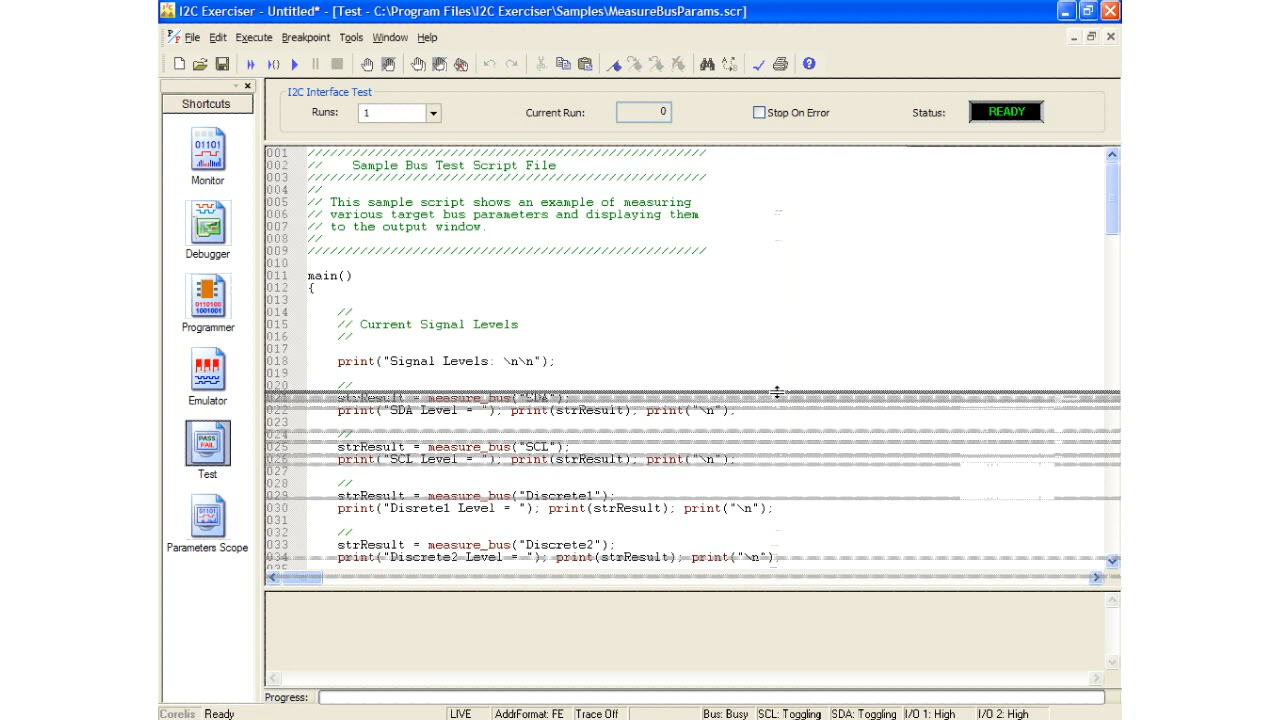 I2C Exerciser - Untitled* - [Test - C:\Program Files\I2C Exerciser\Samples\MeasureBusParams.scr]
File Edit Execute Breakpoint Tools Window Help
Shortcuts
Monitor
Debugger
Programmer
Emulator
Test
Parameters Scope
I2C Interface Test
Runs: 1 Current Run: 0 Stop On Error Status: READY
001 //////////////////////////////////////////////////////
002 // Sample Bus Test Script File
003 //////////////////////////////////////////////////////
004 //
005 // This sample script shows an example of measuring
006 // various target bus parameters and displaying them
007 // to the output window.
008 //
009 //////////////////////////////////////////////////////
010
011 main()
012 {
013
014 //
015 // Current Signal Levels
016 //
017
018 print("Signal Levels: \n\n");
019
020 //
021 strResult = measure_bus("SDA");
022 print("SDA Level = "); print(strResult); print("\n");
023
024 //
025 strResult = measure_bus("SCL");
026 print("SCL Level = "); print(strResult); print("\n");
027
028 //
029 strResult = measure_bus("Discrete1");
030 print("Disrete1 Level = "); print(strResult); print("\n");
031
032 //
033 strResult = measure_bus("Discrete2");
034 print("Discrete2 Level = "); print(strResult); print("\n")
Progress:
Corelis Ready LIVE AddrFormat: FE Trace Off Bus: Busy SCL: Toggling SDA: Toggling I/O 1: High I/O 2: High